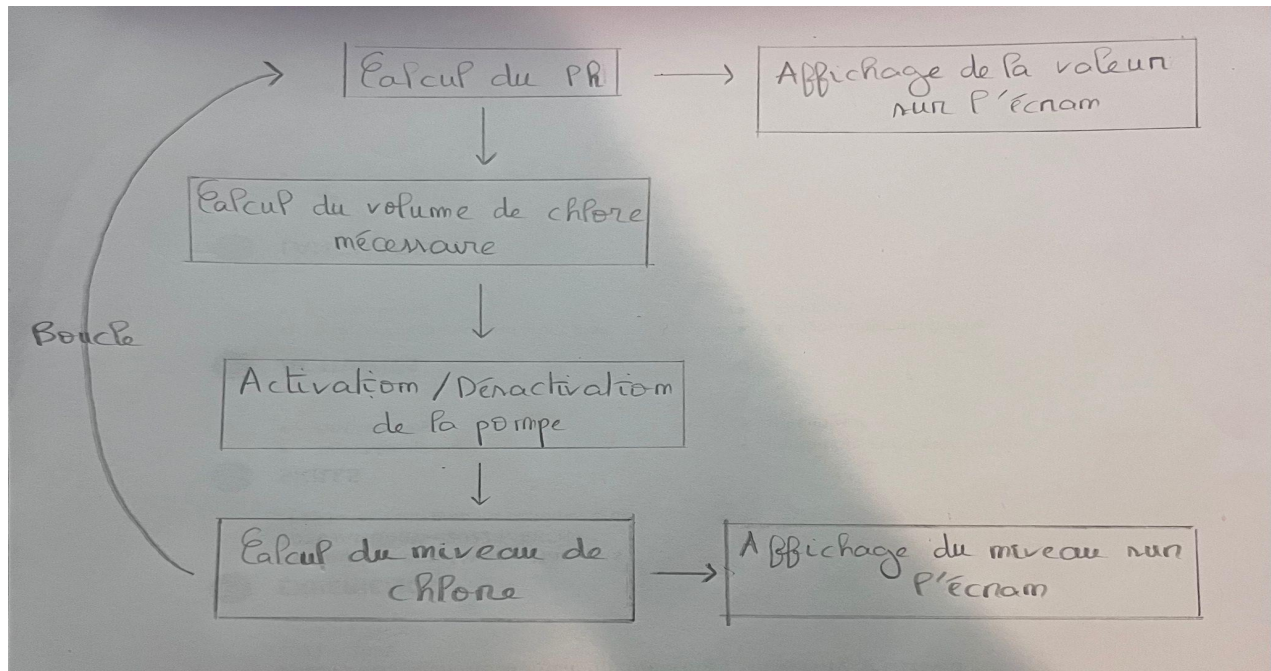 Calcul du PH
Affichage de la valeur
sur l'écran
Calcul du volume de chlore
nécessaire
Boucle
Activation / Désactivation
de la pompe
Calcul du niveau de
chlore
Affichage du niveau sur
l'écran